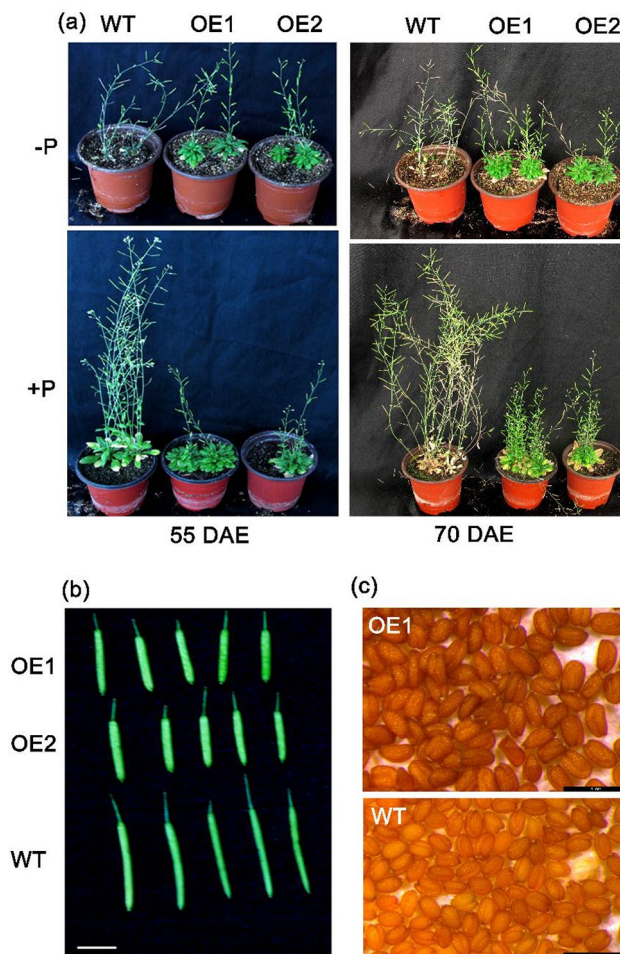 (a) WT OE1 OE2 WT OE1 OE2
-P
+P
55 DAE 70 DAE
(b) (c)
OE1
OE2
WT
OE1
WT